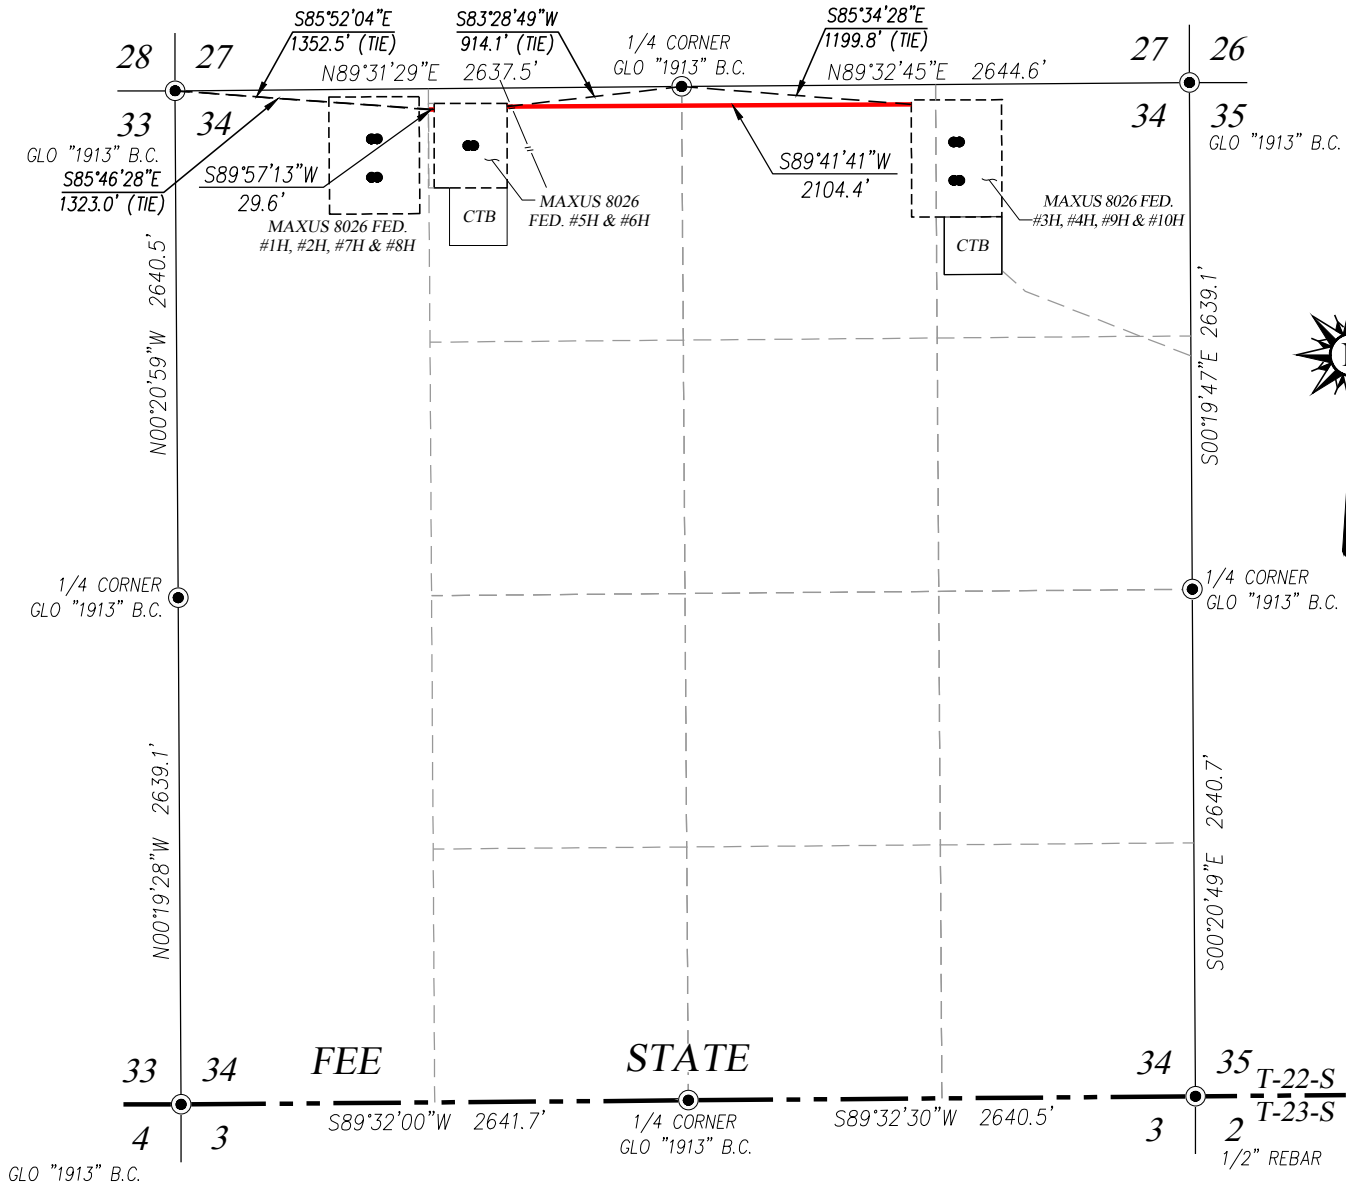 S85°52'04"E
1352.5' (TIE)
S83°28'49"W
914.1' (TIE)
1/4 CORNER
GLO "1913" B.C.
S85°34'28"E
1199.8' (TIE)
28 27
27 26
N89°31'29"E 2637.5'
N89°32'45"E 2644.6'
33 34
34 35
GLO "1913" B.C.
GLO "1913" B.C.
S85°46'28"E
1323.0' (TIE)
S89°57'13"W
29.6'
S89°41'41"W
2104.4'
MAXUS 8026 FED.
#1H, #2H, #7H & #8H
CTB
MAXUS 8026
FED. #5H & #6H
MAXUS 8026 FED.
#3H, #4H, #9H & #10H
CTB
N00°20'59"W 2640.5'
S00°19'47"E 2639.1'
1/4 CORNER
GLO "1913" B.C.
1/4 CORNER
GLO "1913" B.C.
N00°19'28"W 2639.1'
S00°20'49"E 2640.7'
33 34
FEE
STATE
34 35
T-22-S
T-23-S
S89°32'00"W 2641.7'
1/4 CORNER
GLO "1913" B.C.
S89°32'30"W 2640.5'
4 3
3 2
GLO "1913" B.C.
1/2" REBAR